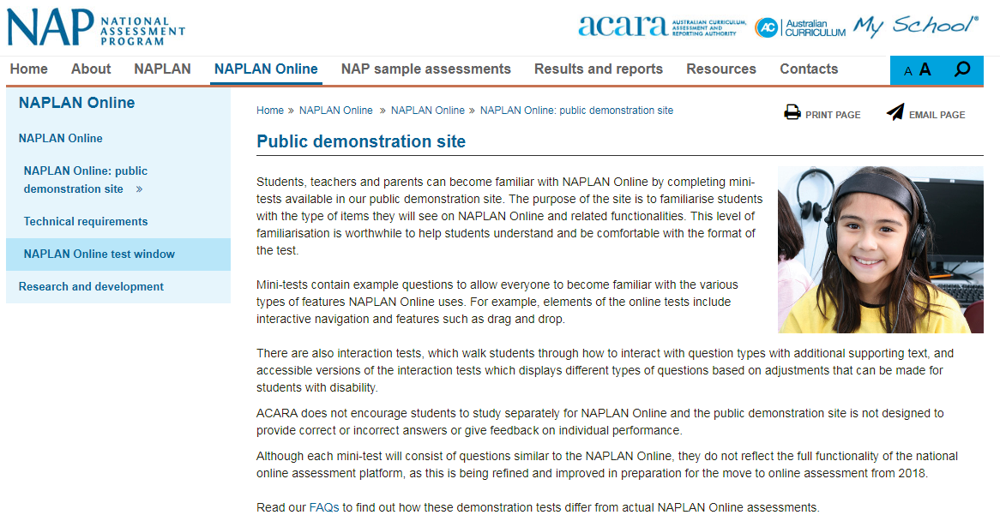 NAP NATIONAL
ASSESSMENT
PROGRAM
acara AUSTRALIAN CURRICULUM,
ASSESSMENT AND
REPORTING AUTHORITY
AC Australian
CURRICULUM
My School®
Home About NAPLAN NAPLAN Online NAP sample assessments Results and reports Resources Contacts A A
NAPLAN Online
NAPLAN Online
NAPLAN Online: public
demonstration site »
Technical requirements
NAPLAN Online test window
Research and development
Home » NAPLAN Online » NAPLAN Online » NAPLAN Online: public demonstration site
PRINT PAGE EMAIL PAGE
Public demonstration site
Students, teachers and parents can become familiar with NAPLAN Online by completing mini-
tests available in our public demonstration site. The purpose of the site is to familiarise students
with the type of items they will see on NAPLAN Online and related functionalities. This level of
familiarisation is worthwhile to help students understand and be comfortable with the format of
the test.
Mini-tests contain example questions to allow everyone to become familiar with the various
types of features NAPLAN Online uses. For example, elements of the online tests include
interactive navigation and features such as drag and drop.
There are also interaction tests, which walk students through how to interact with question types with additional supporting text, and
accessible versions of the interaction tests which displays different types of questions based on adjustments that can be made for
students with disability.
ACARA does not encourage students to study separately for NAPLAN Online and the public demonstration site is not designed to
provide correct or incorrect answers or give feedback on individual performance.
Although each mini-test will consist of questions similar to the NAPLAN Online, they do not reflect the full functionality of the national
online assessment platform, as this is being refined and improved in preparation for the move to online assessment from 2018.
Read our FAQs to find out how these demonstration tests differ from actual NAPLAN Online assessments.